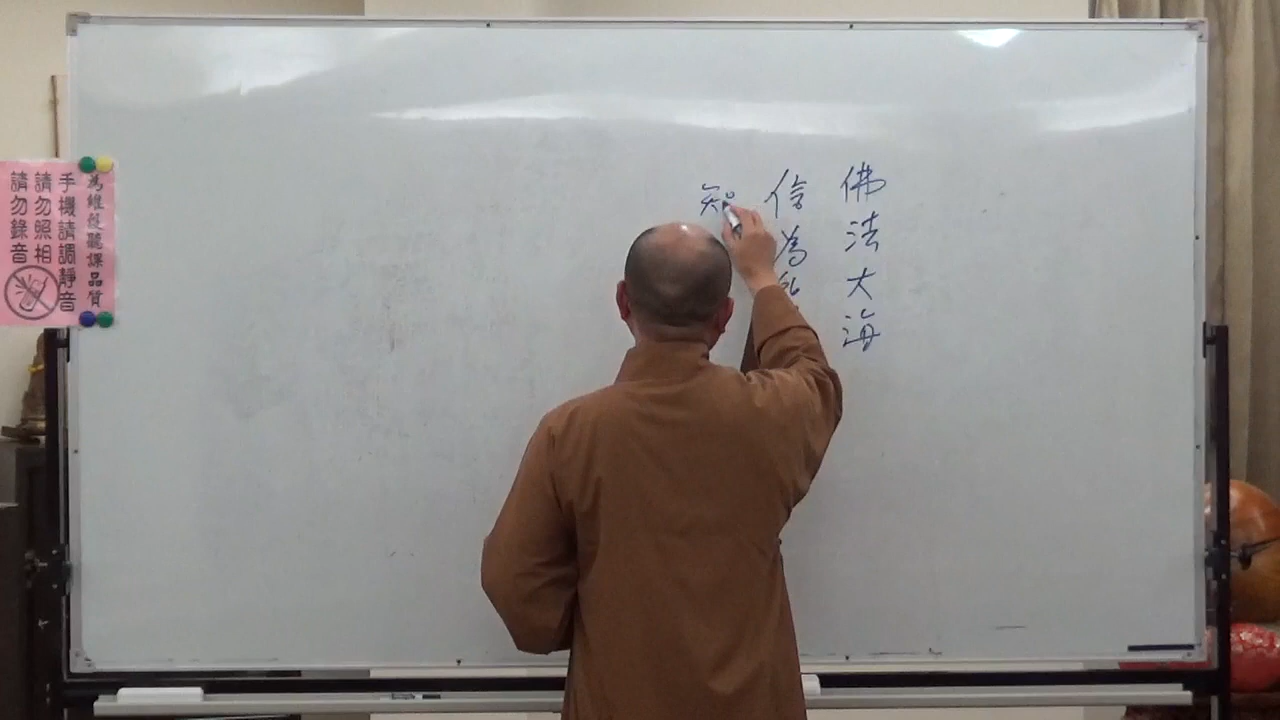 佛法大海
信為能
知
為維護聽課品質
手機請調靜音
請勿照相
請勿錄音